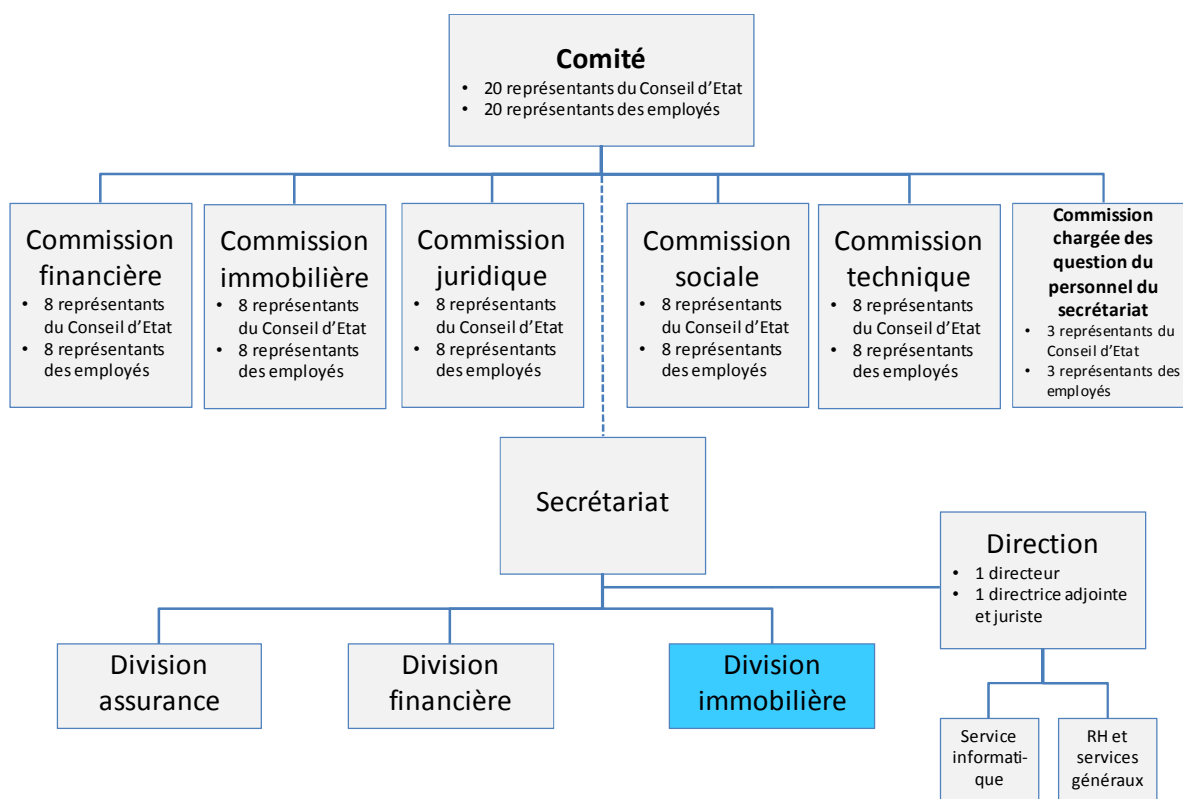 Comité
• 20 représentants du Conseil d’Etat
• 20 représentants des employés
Commission
financière
• 8 représentants
du Conseil d’Etat
• 8 représentants
des employés
Commission
immobilière
• 8 représentants
du Conseil d’Etat
• 8 représentants
des employés
Commission
juridique
• 8 représentants
du Conseil d’Etat
• 8 représentants
des employés
Commission
sociale
• 8 représentants
du Conseil d’Etat
• 8 représentants
des employés
Commission
technique
• 8 représentants
du Conseil d’Etat
• 8 représentants
des employés
Commission
chargée des
question du
personnel du
secrétariat
• 3 représentants du
Conseil d’Etat
• 3 représentants des
employés
Secrétariat
Direction
• 1 directeur
• 1 directrice adjointe
et juriste
Division
assurance
Division
financière
Division
immobilière
Service
informati-
que
RH et
services
généraux